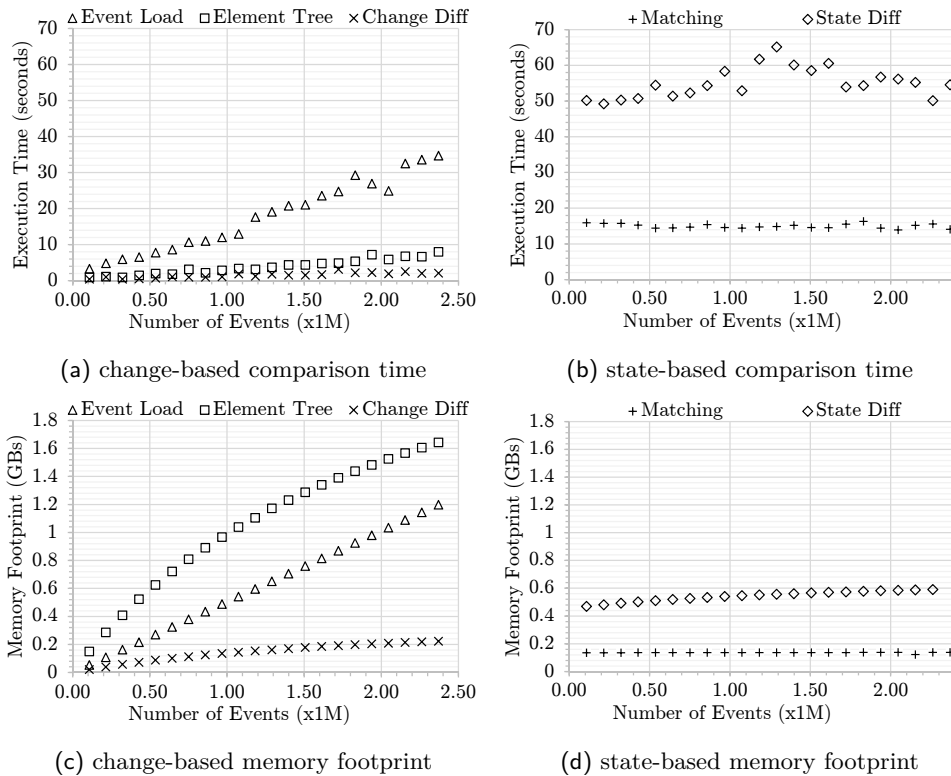 Event Load Element Tree Change Diff
70
60
50
40
30
20
10
0
Execution Time (seconds)
0.00 0.50 1.00 1.50 2.00 2.50
Number of Events (x1M)
(a) change-based comparison time
Matching State Diff
70
60
50
40
30
20
10
0
Execution Time (seconds)
0.00 0.50 1.00 1.50 2.00
Number of Events (x1M)
(b) state-based comparison time
Event Load Element Tree Change Diff
1.8
1.6
1.4
1.2
1
0.8
0.6
0.4
0.2
0
Memory Footprint (GBs)
0.00 0.50 1.00 1.50 2.00 2.50
Number of Events (x1M)
(c) change-based memory footprint
Matching State Diff
1.8
1.6
1.4
1.2
1
0.8
0.6
0.4
0.2
0
Memory Footprint (GBs)
0.00 0.50 1.00 1.50 2.00
Number of Events (x1M)
(d) state-based memory footprint